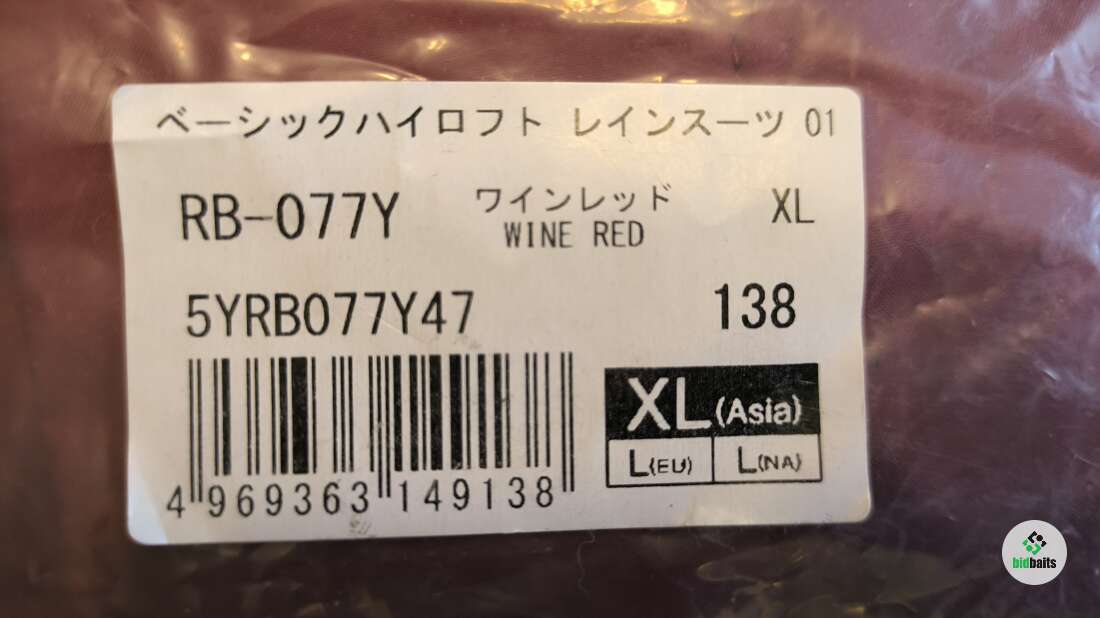 ベーシックハイロフト レインスーツ 01
RB-077Y ワインレッド XL
WINE RED
5YRB077Y47 138
XL (Asia)
L(EU) L(NA)
4 969363 149138
bidbaits